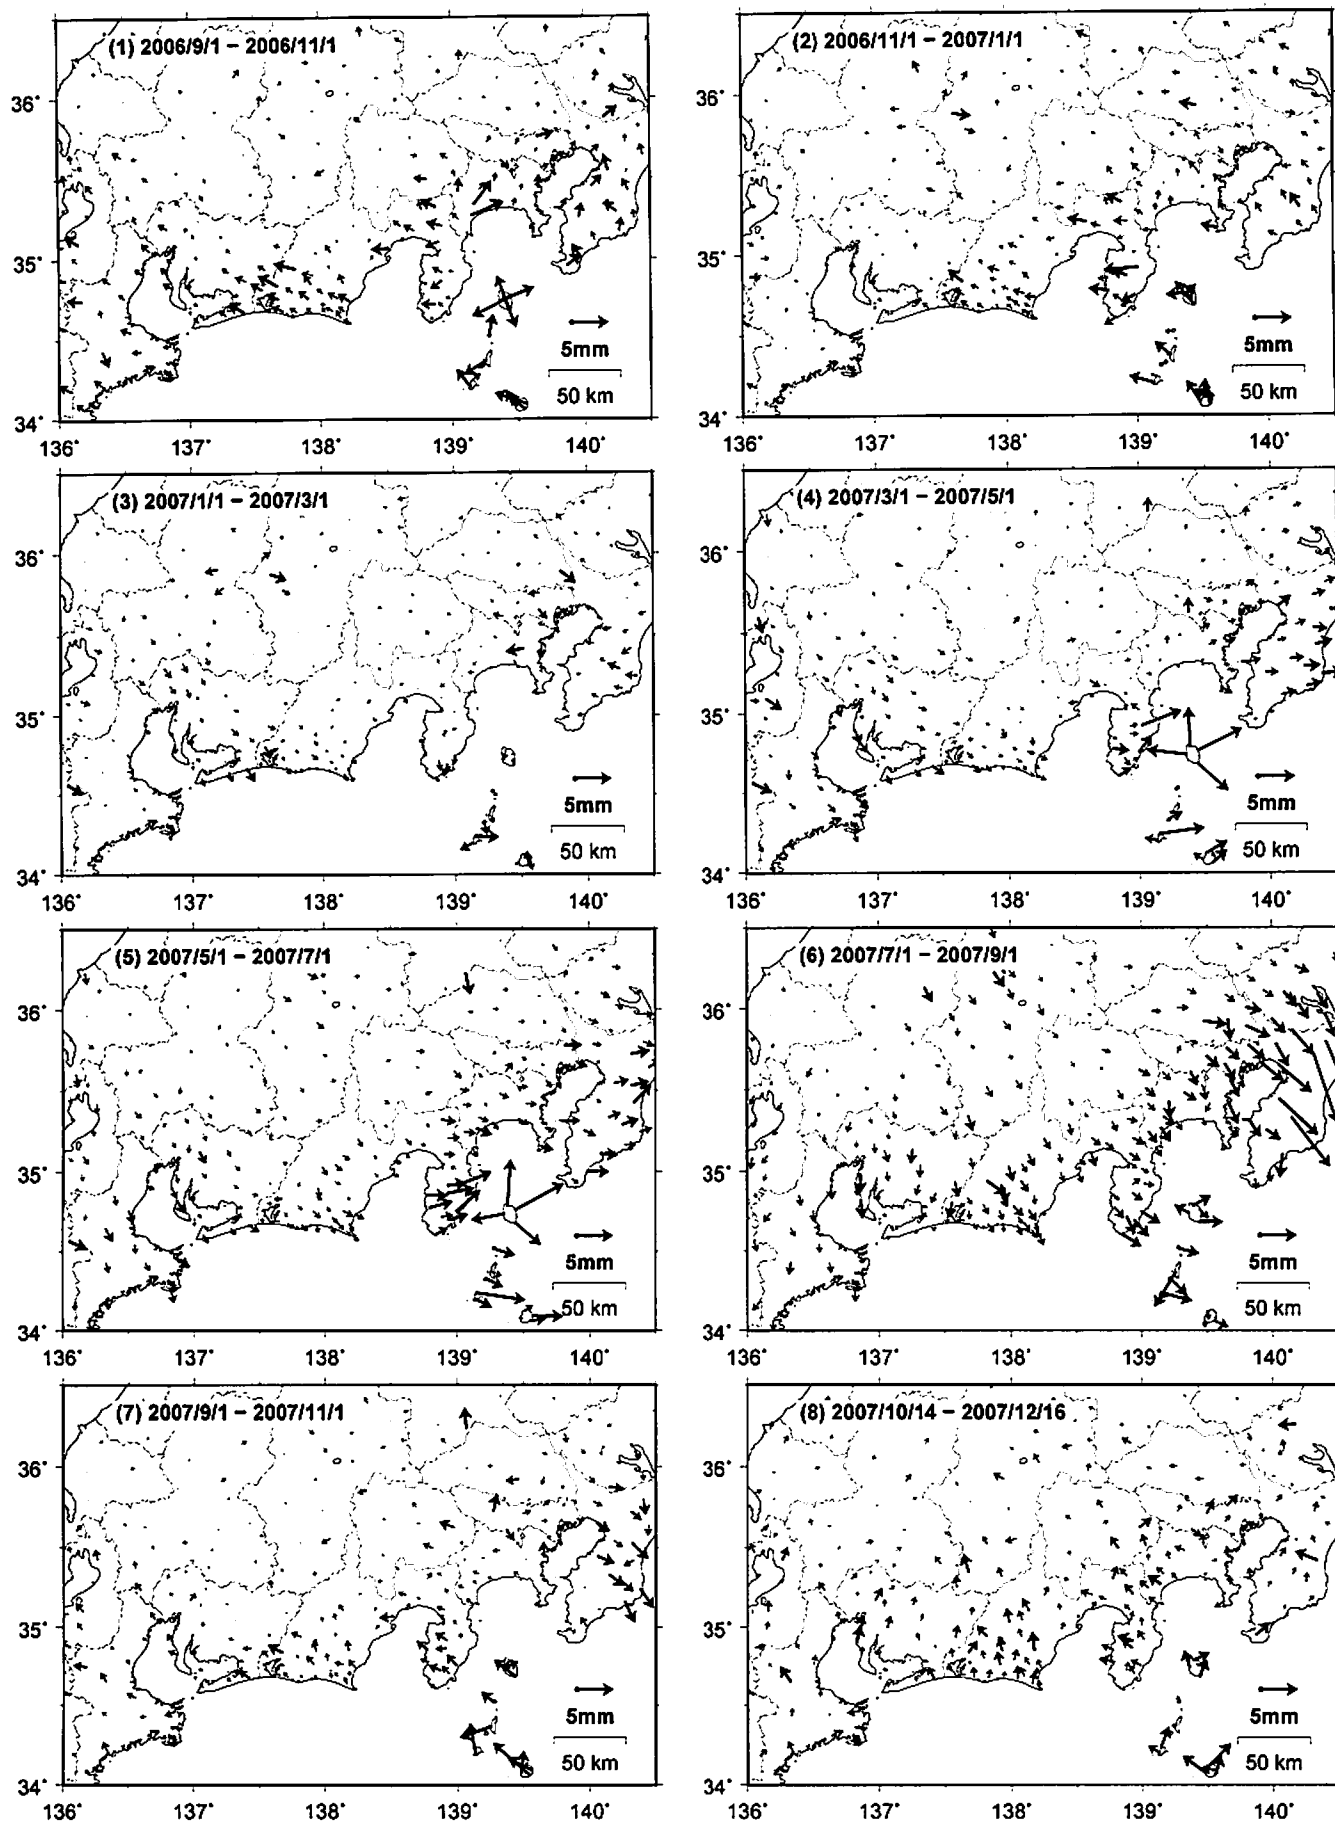 (1) 2006/9/1 – 2006/11/1
36°
35°
34°
5mm
50 km
136° 137° 138° 139° 140°
(2) 2006/11/1 – 2007/1/1
36°
35°
34°
5mm
50 km
136° 137° 138° 139° 140°
(3) 2007/1/1 – 2007/3/1
36°
35°
34°
5mm
50 km
136° 137° 138° 139° 140°
(4) 2007/3/1 – 2007/5/1
36°
35°
34°
5mm
50 km
136° 137° 138° 139° 140°
(5) 2007/5/1 – 2007/7/1
36°
35°
34°
5mm
50 km
136° 137° 138° 139° 140°
(6) 2007/7/1 – 2007/9/1
36°
35°
34°
5mm
50 km
136° 137° 138° 139° 140°
(7) 2007/9/1 – 2007/11/1
36°
35°
34°
5mm
50 km
136° 137° 138° 139° 140°
(8) 2007/10/14 – 2007/12/16
36°
35°
34°
5mm
50 km
136° 137° 138° 139° 140°